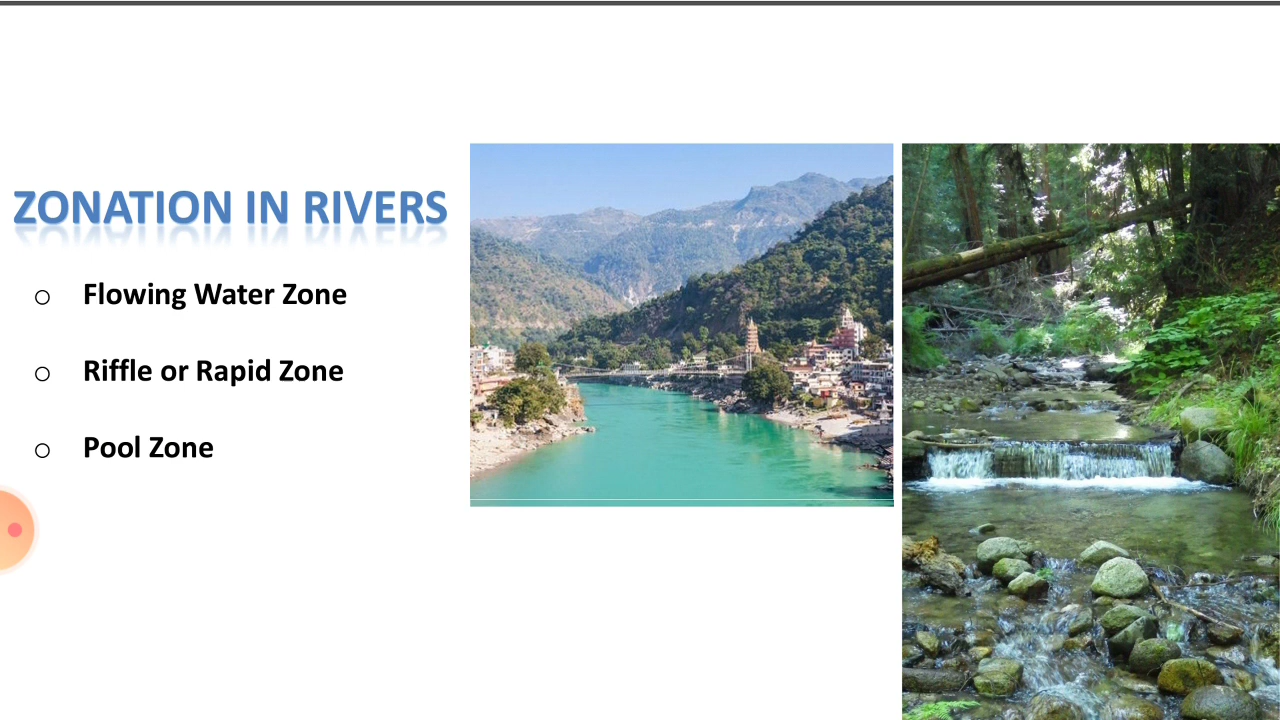 ZONATION IN RIVERS
o Flowing Water Zone
o Riffle or Rapid Zone
o Pool Zone